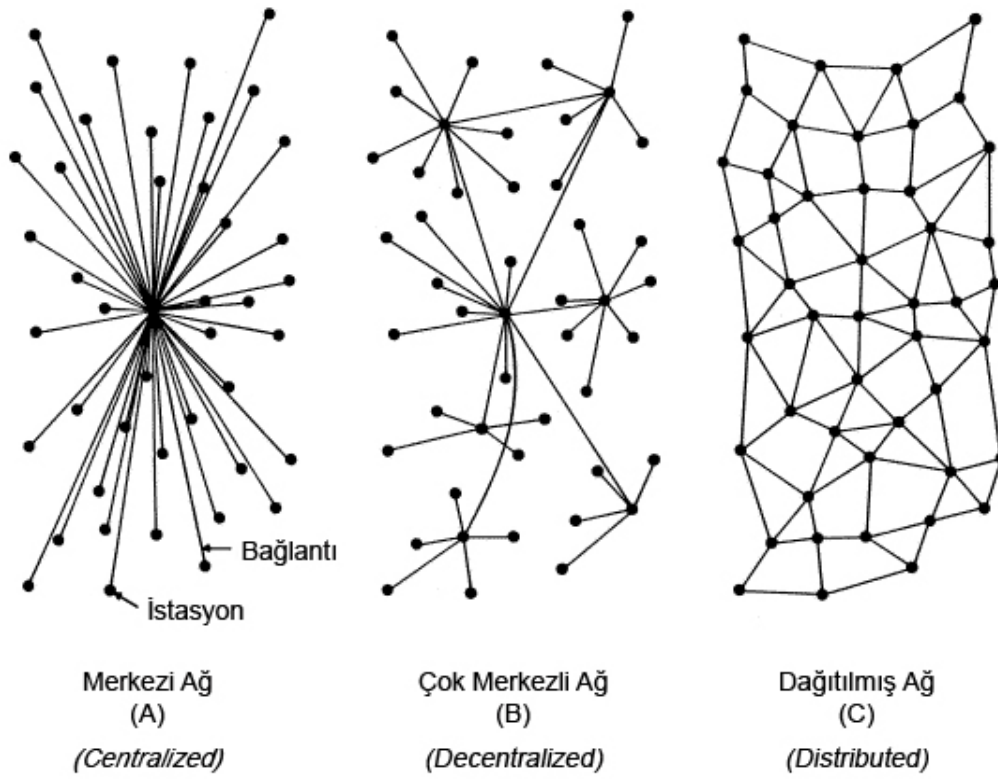 Bağlantı
İstasyon
Merkezi Ağ
(A)
(Centralized)
Çok Merkezli Ağ
(B)
(Decentralized)
Dağıtılmış Ağ
(C)
(Distributed)